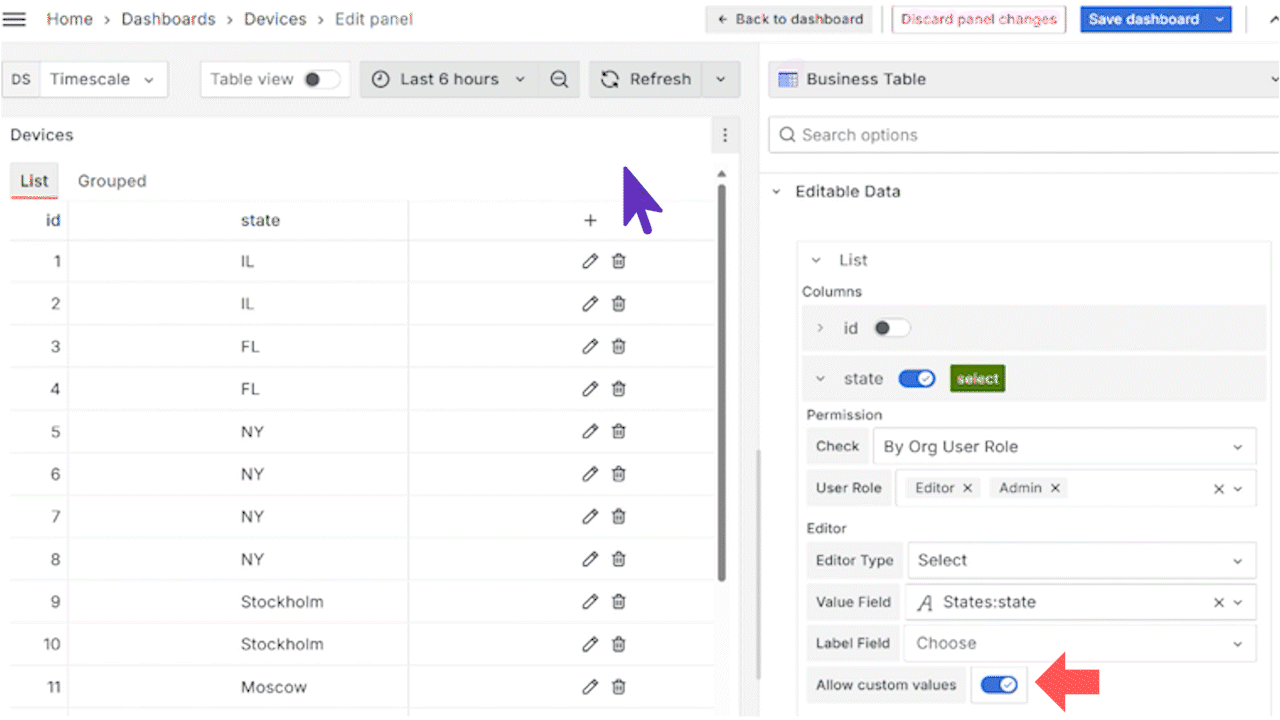 Home › Dashboards › Devices › Edit panel
← Back to dashboard
Discard panel changes
Save dashboard
DS Timescale
Table view
Last 6 hours
Refresh
Business Table
Devices
Search options
List Grouped
Editable Data
id state +
1 IL
2 IL
3 FL
4 FL
5 NY
6 NY
7 NY
8 NY
9 Stockholm
10 Stockholm
11 Moscow
List
Columns
id
state select
Permission
Check By Org User Role
User Role Editor × Admin ×
Editor
Editor Type Select
Value Field States:state
Label Field Choose
Allow custom values